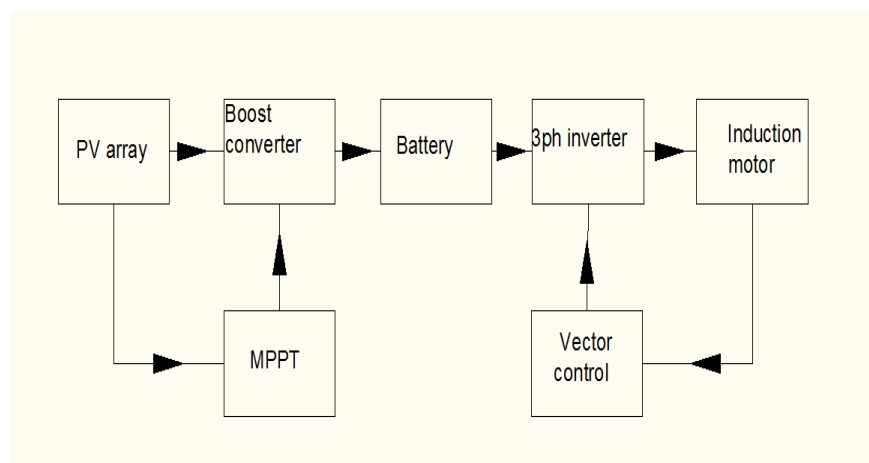 PV array
Boost
converter
Battery
3ph inverter
Induction
motor
MPPT
Vector
control